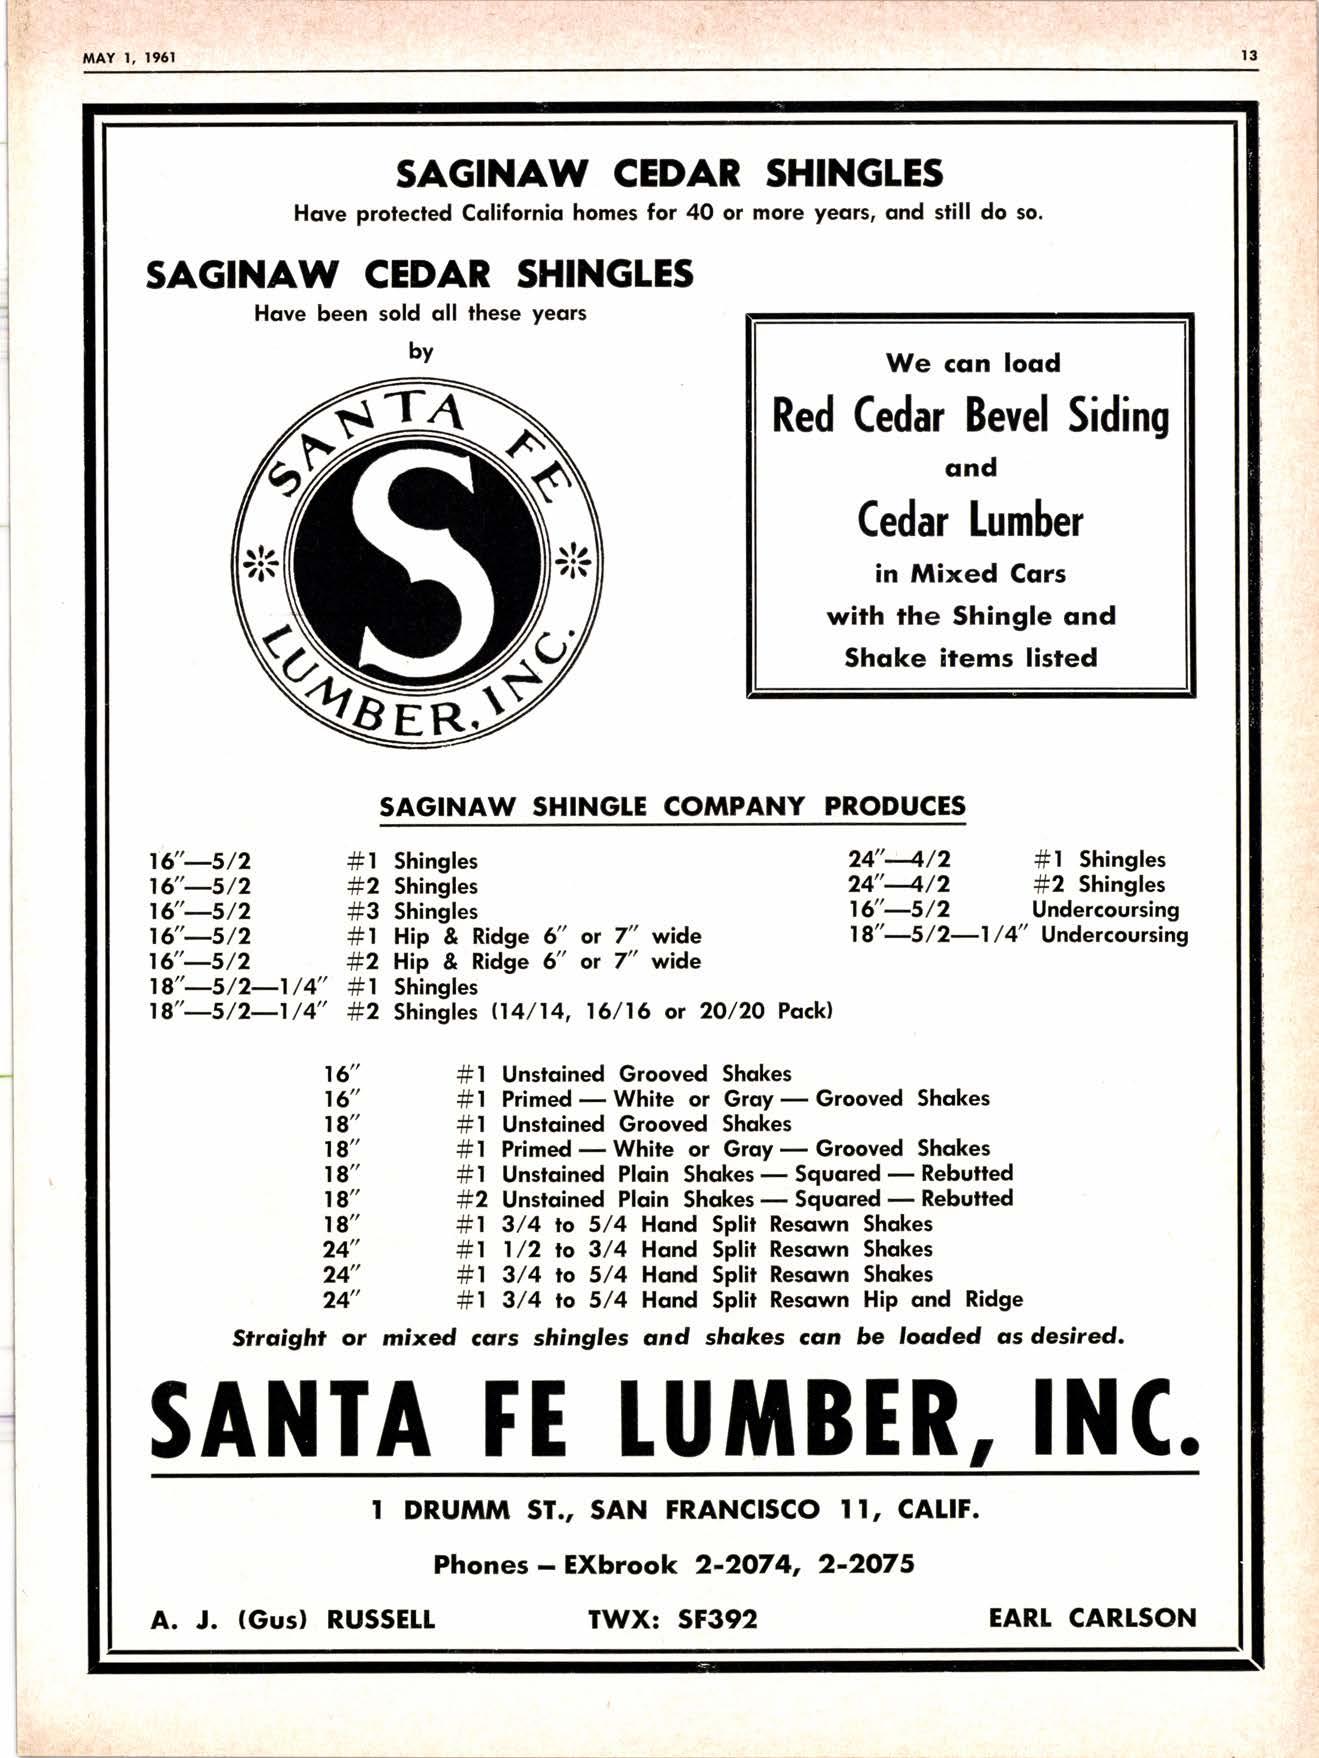 MAY 1, 1961 13
SAGINAW CEDAR SHINGLES
Have protected California homes for 40 or more years, and still do so.
SAGINAW CEDAR SHINGLES
Have been sold all these years
by
SANTA FE
S
LUMBER, INC.
We can load
Red Cedar Bevel Siding
and
Cedar Lumber
in Mixed Cars
with the Shingle and
Shake items listed
SAGINAW SHINGLE COMPANY PRODUCES
16"—5/2 #1 Shingles
16"—5/2 #2 Shingles
16"—5/2 #3 Shingles
16"—5/2 #1 Hip & Ridge 6" or 7" wide
16"—5/2 #2 Hip & Ridge 6" or 7" wide
18"—5/2—1/4" #1 Shingles
18"—5/2—1/4" #2 Shingles (14/14, 16/16 or 20/20 Pack)
24"—4/2 #1 Shingles
24"—4/2 #2 Shingles
16"—5/2 Undercoursing
18"—5/2—1/4" Undercoursing
16" #1 Unstained Grooved Shakes
16" #1 Primed — White or Gray — Grooved Shakes
18" #1 Unstained Grooved Shakes
18" #1 Primed — White or Gray — Grooved Shakes
18" #1 Unstained Plain Shakes — Squared — Rebutted
18" #2 Unstained Plain Shakes — Squared — Rebutted
18" #1 3/4 to 5/4 Hand Split Resawn Shakes
24" #1 1/2 to 3/4 Hand Split Resawn Shakes
24" #1 3/4 to 5/4 Hand Split Resawn Shakes
24" #1 3/4 to 5/4 Hand Split Resawn Hip and Ridge
Straight or mixed cars shingles and shakes can be loaded as desired.
SANTA FE LUMBER, INC.
1 DRUMM ST., SAN FRANCISCO 11, CALIF.
Phones – EXbrook 2-2074, 2-2075
A. J. (Gus) RUSSELL TWX: SF392 EARL CARLSON